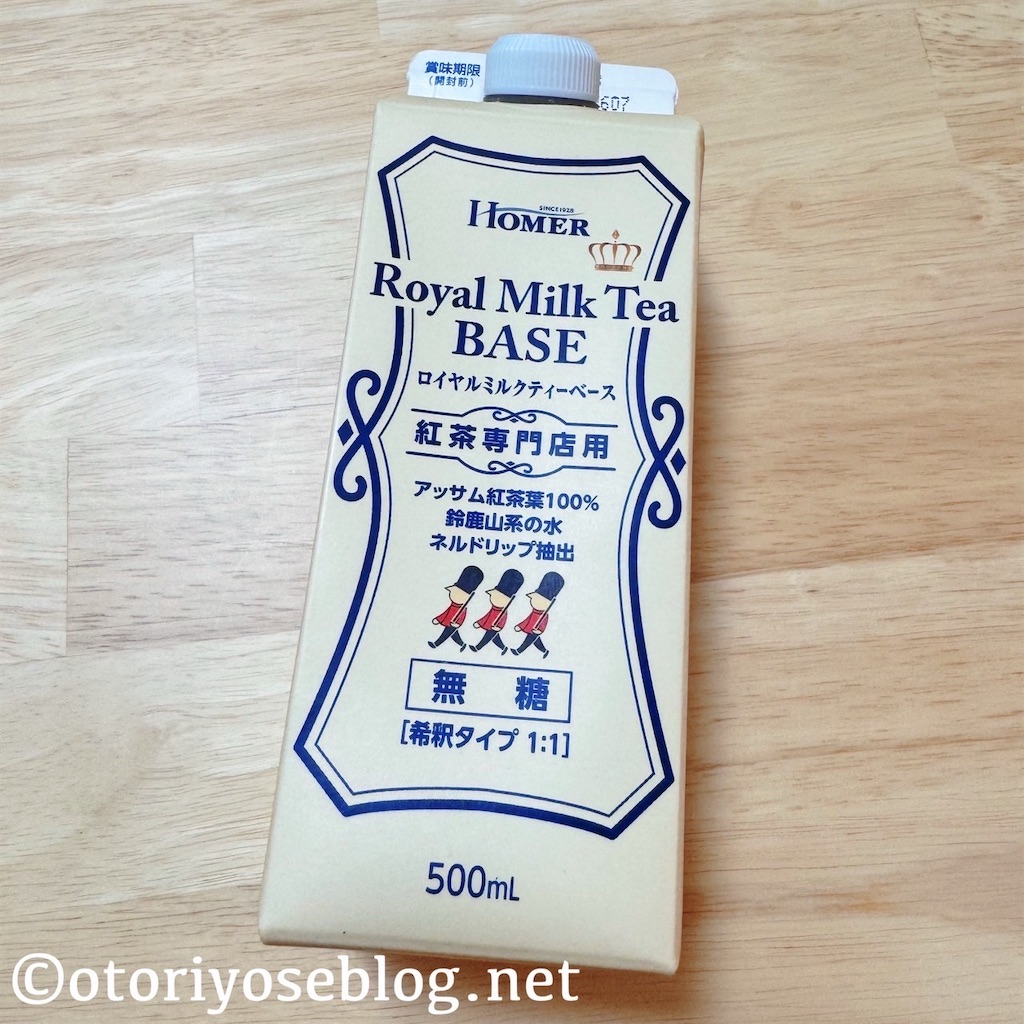 賞味期限
(開封前)
607
SINCE 1928
HOMER
Royal Milk Tea
BASE
ロイヤルミルクティーベース
紅茶専門店用
アッサム紅茶葉100%
鈴鹿山系の水
ネルドリップ抽出
無 糖
[希釈タイプ 1:1]
500mL
©otoriyoseblog.net